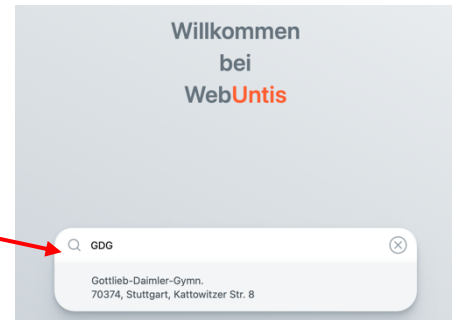 Willkommen
bei
WebUntis
GDG
Gottlieb-Daimler-Gymn.
70374, Stuttgart, Kattowitzer Str. 8